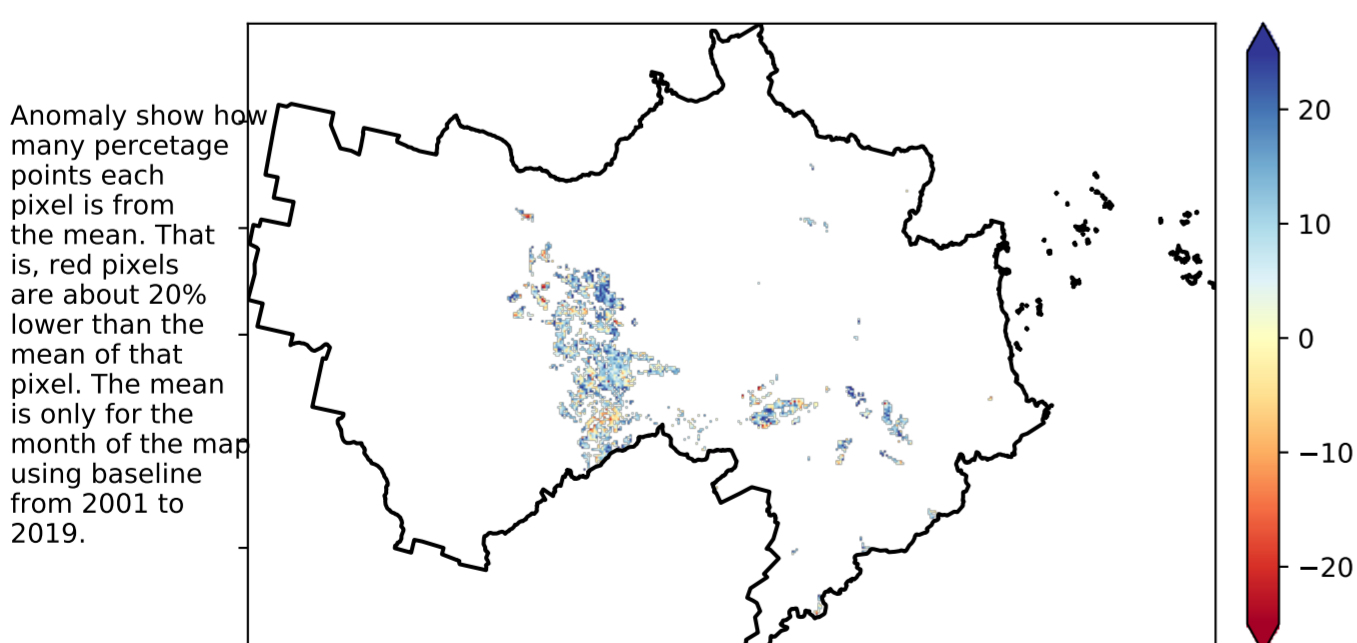 Anomaly show how
many percetage
points each
pixel is from
the mean. That
is, red pixels
are about 20%
lower than the
mean of that
pixel. The mean
is only for the
month of the map
using baseline
from 2001 to
2019.
20
10
0
−10
−20